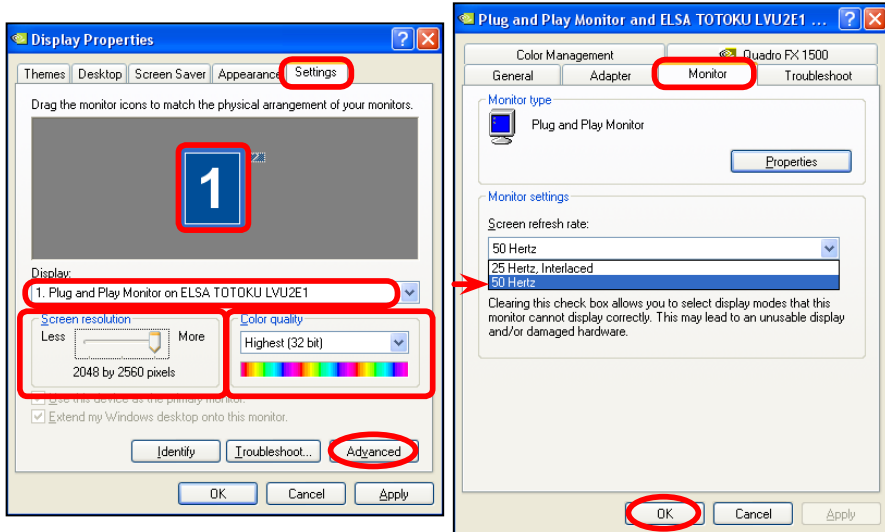 Display Properties
Themes Desktop Screen Saver Appearance Settings
Drag the monitor icons to match the physical arrangement of your monitors.
1
2
Display:
1. Plug and Play Monitor on ELSA TOTOKU LVU2E1
Screen resolution
Less More
2048 by 2560 pixels
Color quality
Highest (32 bit)
Use this device as the primary monitor.
Extend my Windows desktop onto this monitor.
Identify Troubleshoot... Advanced
OK Cancel Apply
Plug and Play Monitor and ELSA TOTOKU LVU2E1 ...
Color Management Quadro FX 1500
General Adapter Monitor Troubleshoot
Monitor type
Plug and Play Monitor
Properties
Monitor settings
Screen refresh rate:
50 Hertz
25 Hertz, Interlaced
50 Hertz
Clearing this check box allows you to select display modes that this
monitor cannot display correctly. This may lead to an unusable display
and/or damaged hardware.
OK Cancel Apply